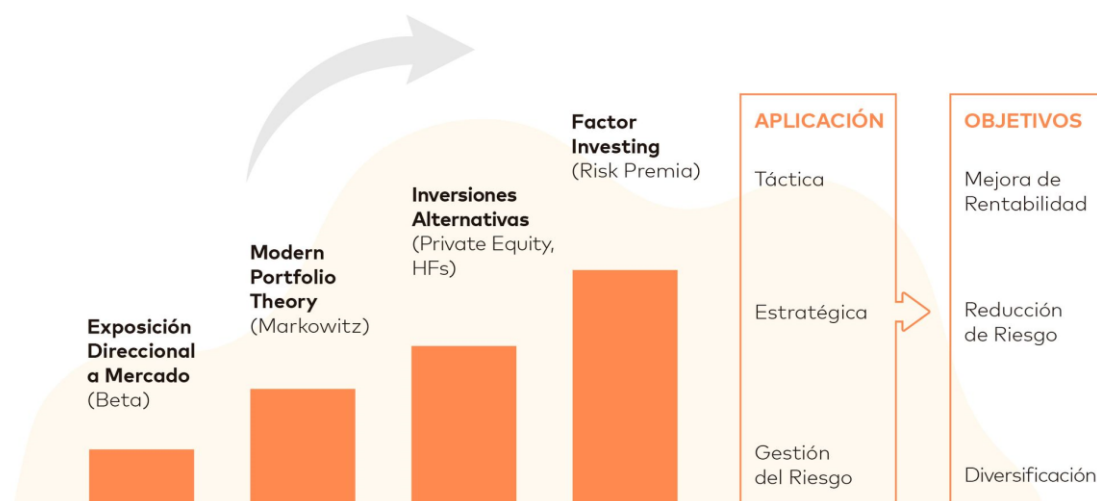 Exposición
Direccional
a Mercado
(Beta)
Modern
Portfolio
Theory
(Markowitz)
Inversiones
Alternativas
(Private Equity,
HFs)
Factor
Investing
(Risk Premia)
APLICACIÓN
Táctica
Estratégica
Gestión
del Riesgo
OBJETIVOS
Mejora de
Rentabilidad
Reducción
de Riesgo
Diversificación